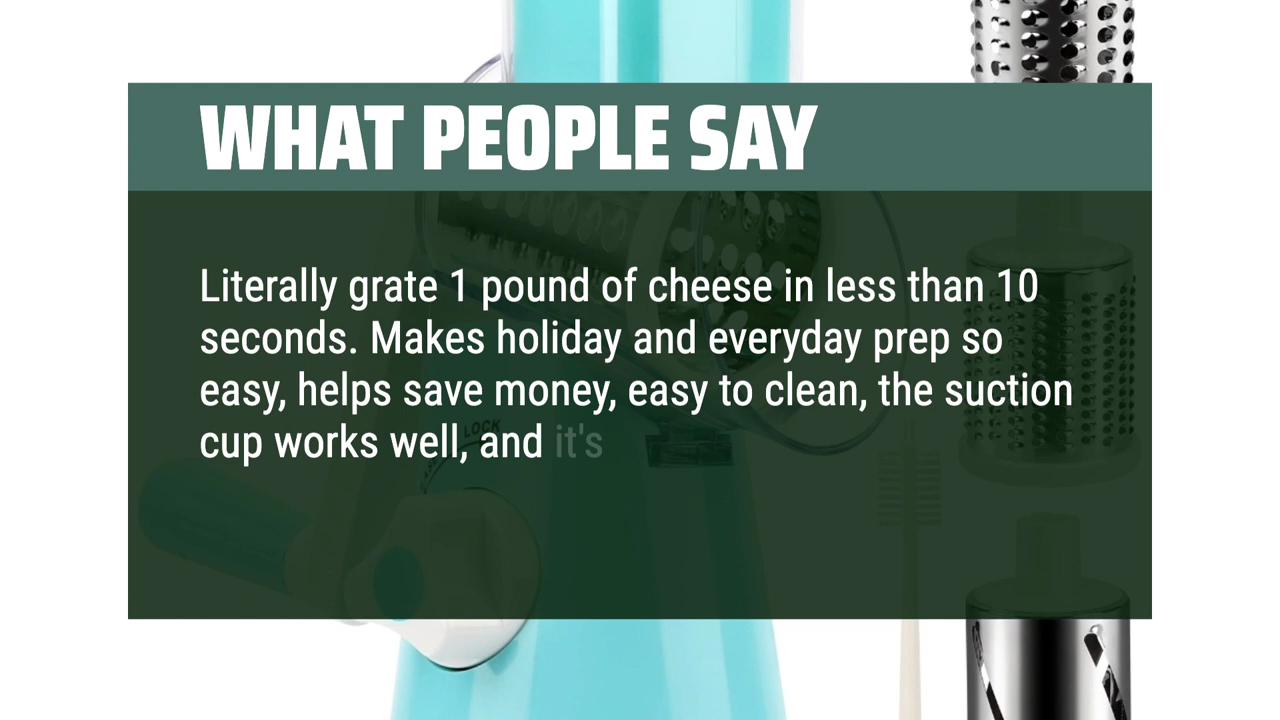 WHAT PEOPLE SAY
Literally grate 1 pound of cheese in less than 10
seconds. Makes holiday and everyday prep so
easy, helps save money, easy to clean, the suction
LOCK
cup works well, and it's